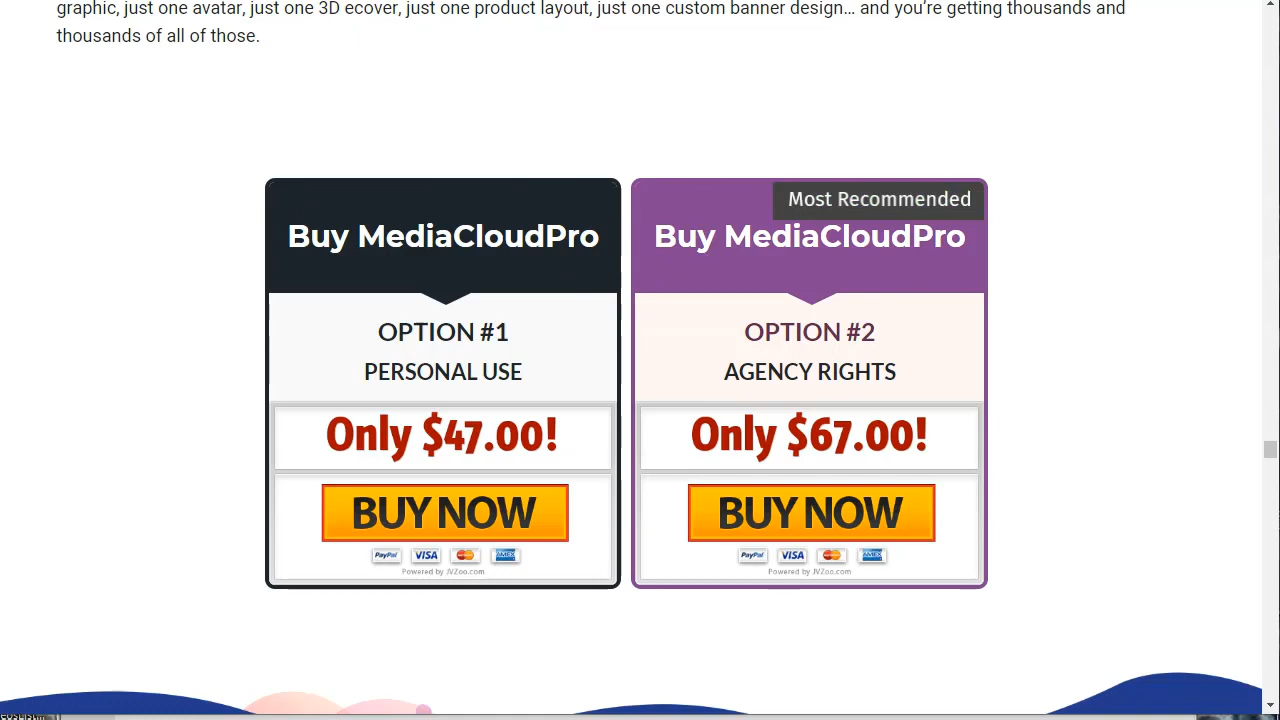 graphic, just one avatar, just one 3D ecover, just one product layout, just one custom banner design… and you’re getting thousands and
thousands of all of those.
Buy MediaCloudPro
OPTION #1
PERSONAL USE
Only $47.00!
BUY NOW
PayPal VISA MasterCard AMEX
Powered by JVZoo.com
Most Recommended
Buy MediaCloudPro
OPTION #2
AGENCY RIGHTS
Only $67.00!
BUY NOW
PayPal VISA MasterCard AMEX
Powered by JVZoo.com